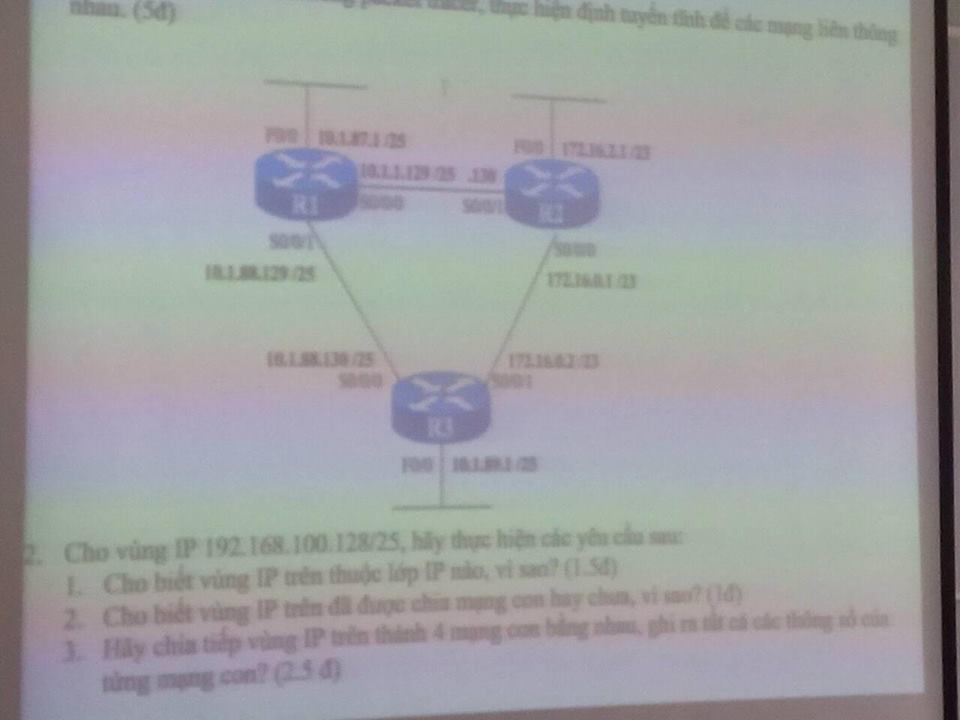 nhau. (5đ)
packet tracer, thực hiện định tuyến tĩnh để các mạng liên thông
F0/0 10.1.87.1 /25
F0/0 172.16.2.1 /23
10.1.1.129 /25 .130
R1 S0/0/0 S0/0/1 R2
S0/0/1 S0/0/0
10.1.88.129 /25 172.16.0.1 /23
10.1.88.130 /25 172.16.0.2 /23
S0/0/0 S0/0/1
R3
F0/0 10.1.89.1 /25
2. Cho vùng IP 192.168.100.128/25, hãy thực hiện các yêu cầu sau:
1. Cho biết vùng IP trên thuộc lớp IP nào, vì sao? (1.5đ)
2. Cho biết vùng IP trên đã được chia mạng con hay chưa, vì sao? (1đ)
3. Hãy chia tiếp vùng IP trên thành 4 mạng con bằng nhau, ghi ra tất cả các thông số của
từng mạng con? (2.5 đ)